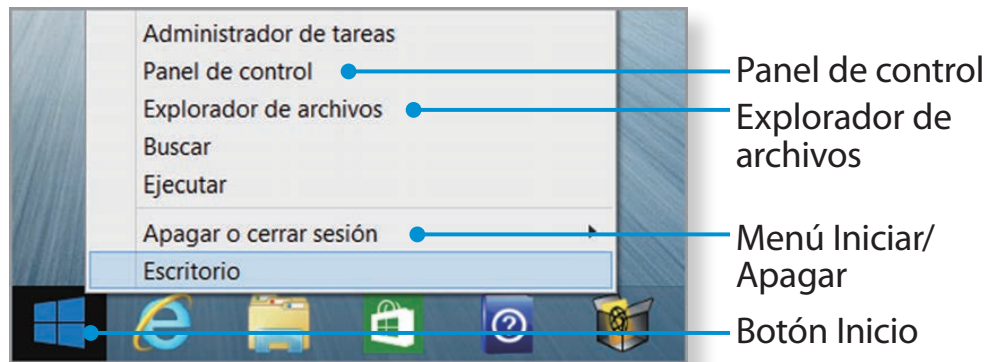 Administrador de tareas
Panel de control
Explorador de archivos
Buscar
Ejecutar
Apagar o cerrar sesión
Escritorio
Panel de control
Explorador de
archivos
Menú Iniciar/
Apagar
Botón Inicio